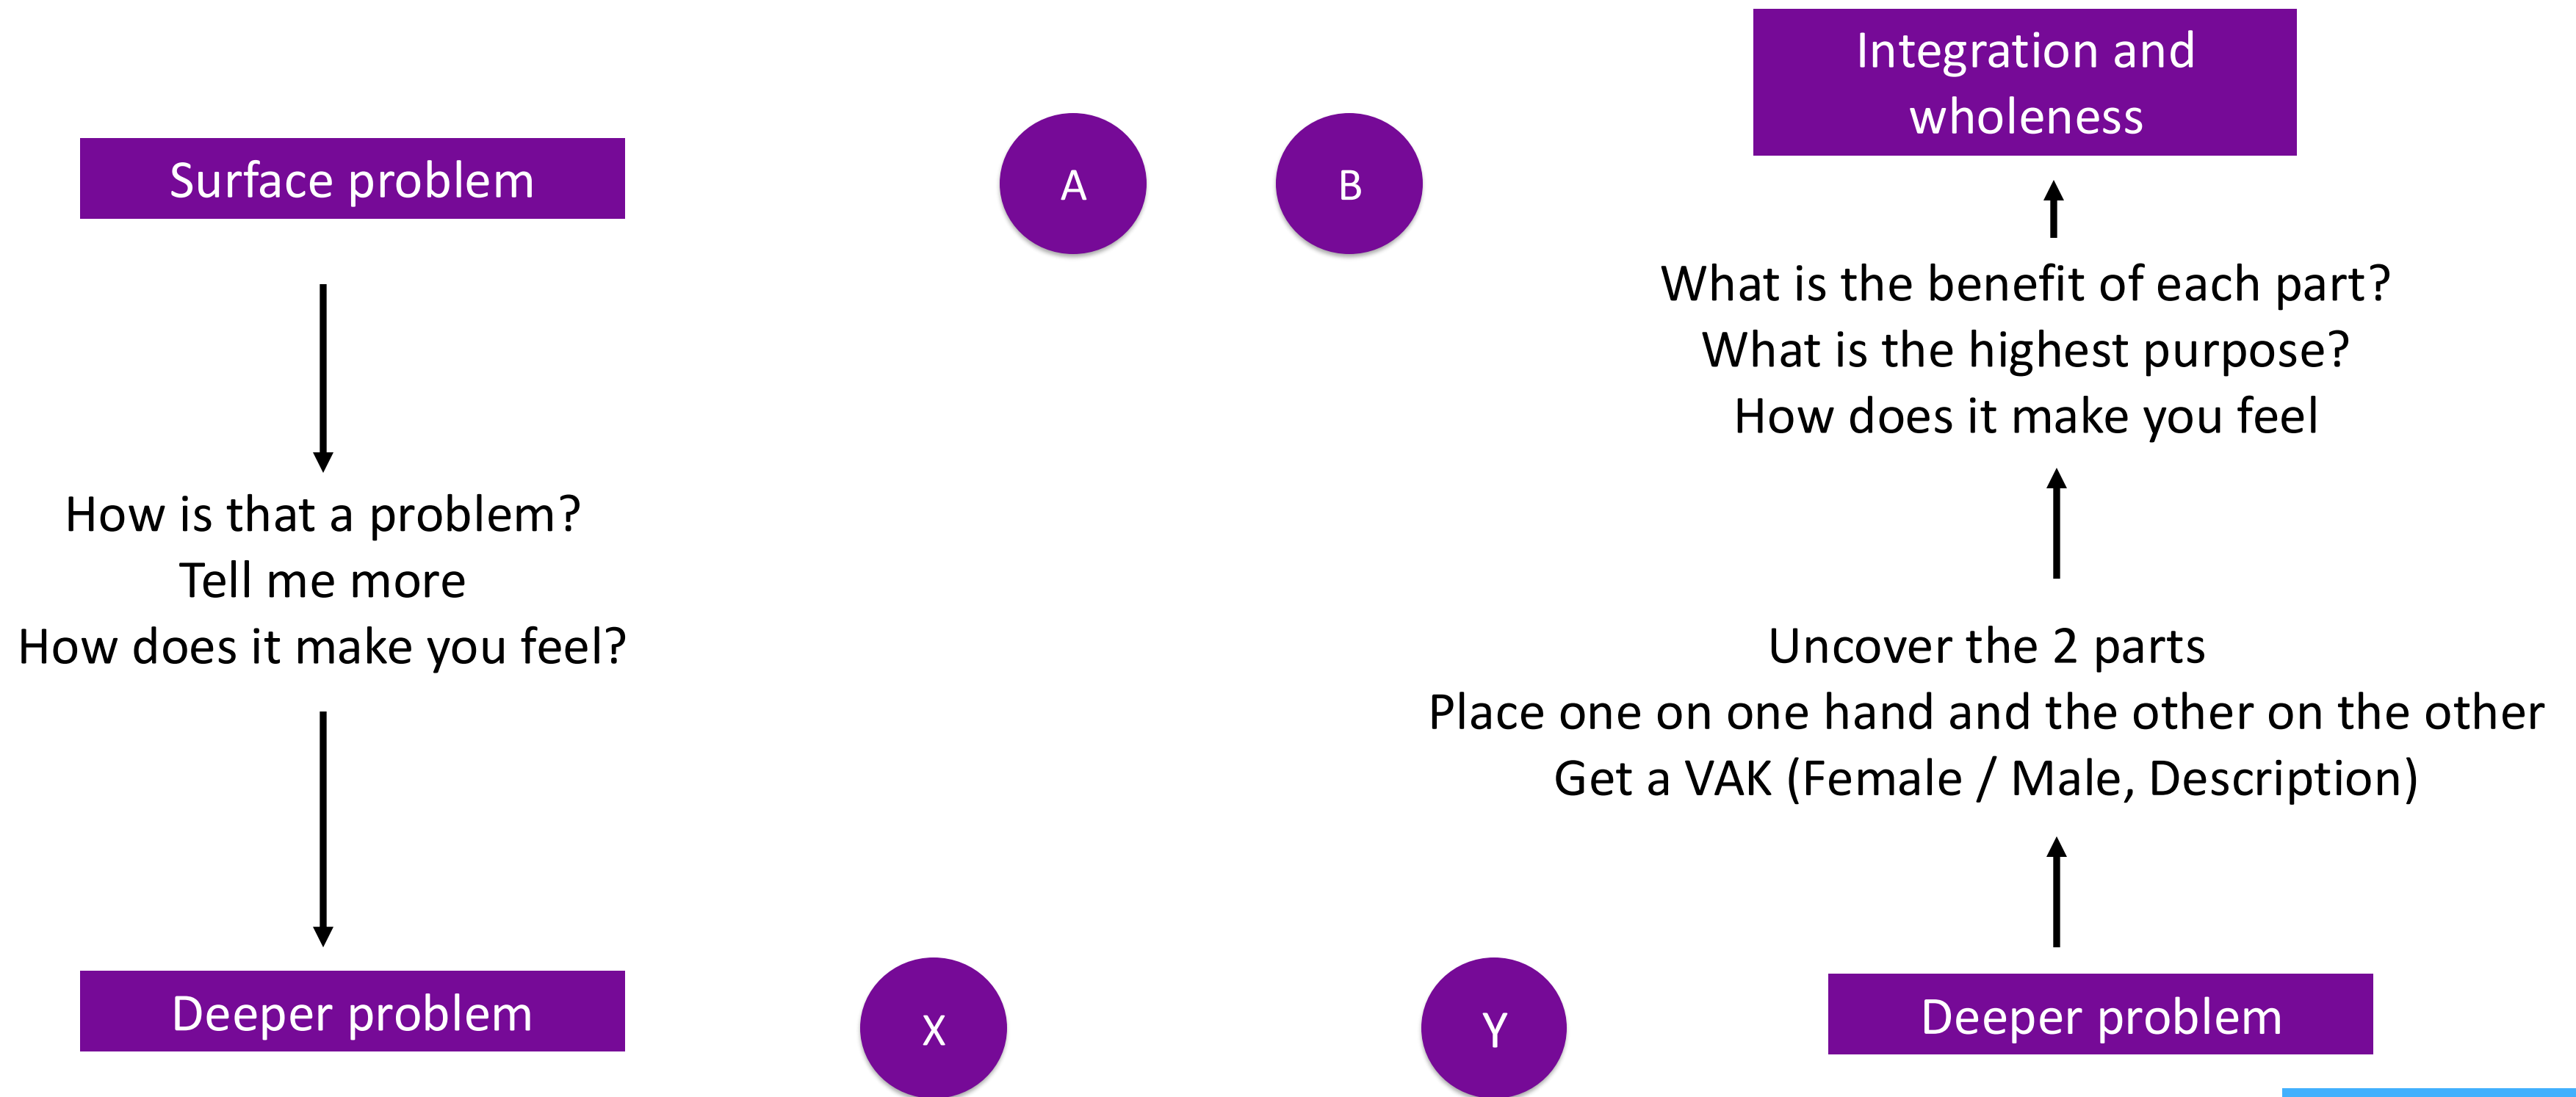 Surface problem
How is that a problem?
Tell me more
How does it make you feel?
Deeper problem
A
B
X
Y
Integration and
wholeness
What is the benefit of each part?
What is the highest purpose?
How does it make you feel
Uncover the 2 parts
Place one on one hand and the other on the other
Get a VAK (Female / Male, Description)
Deeper problem